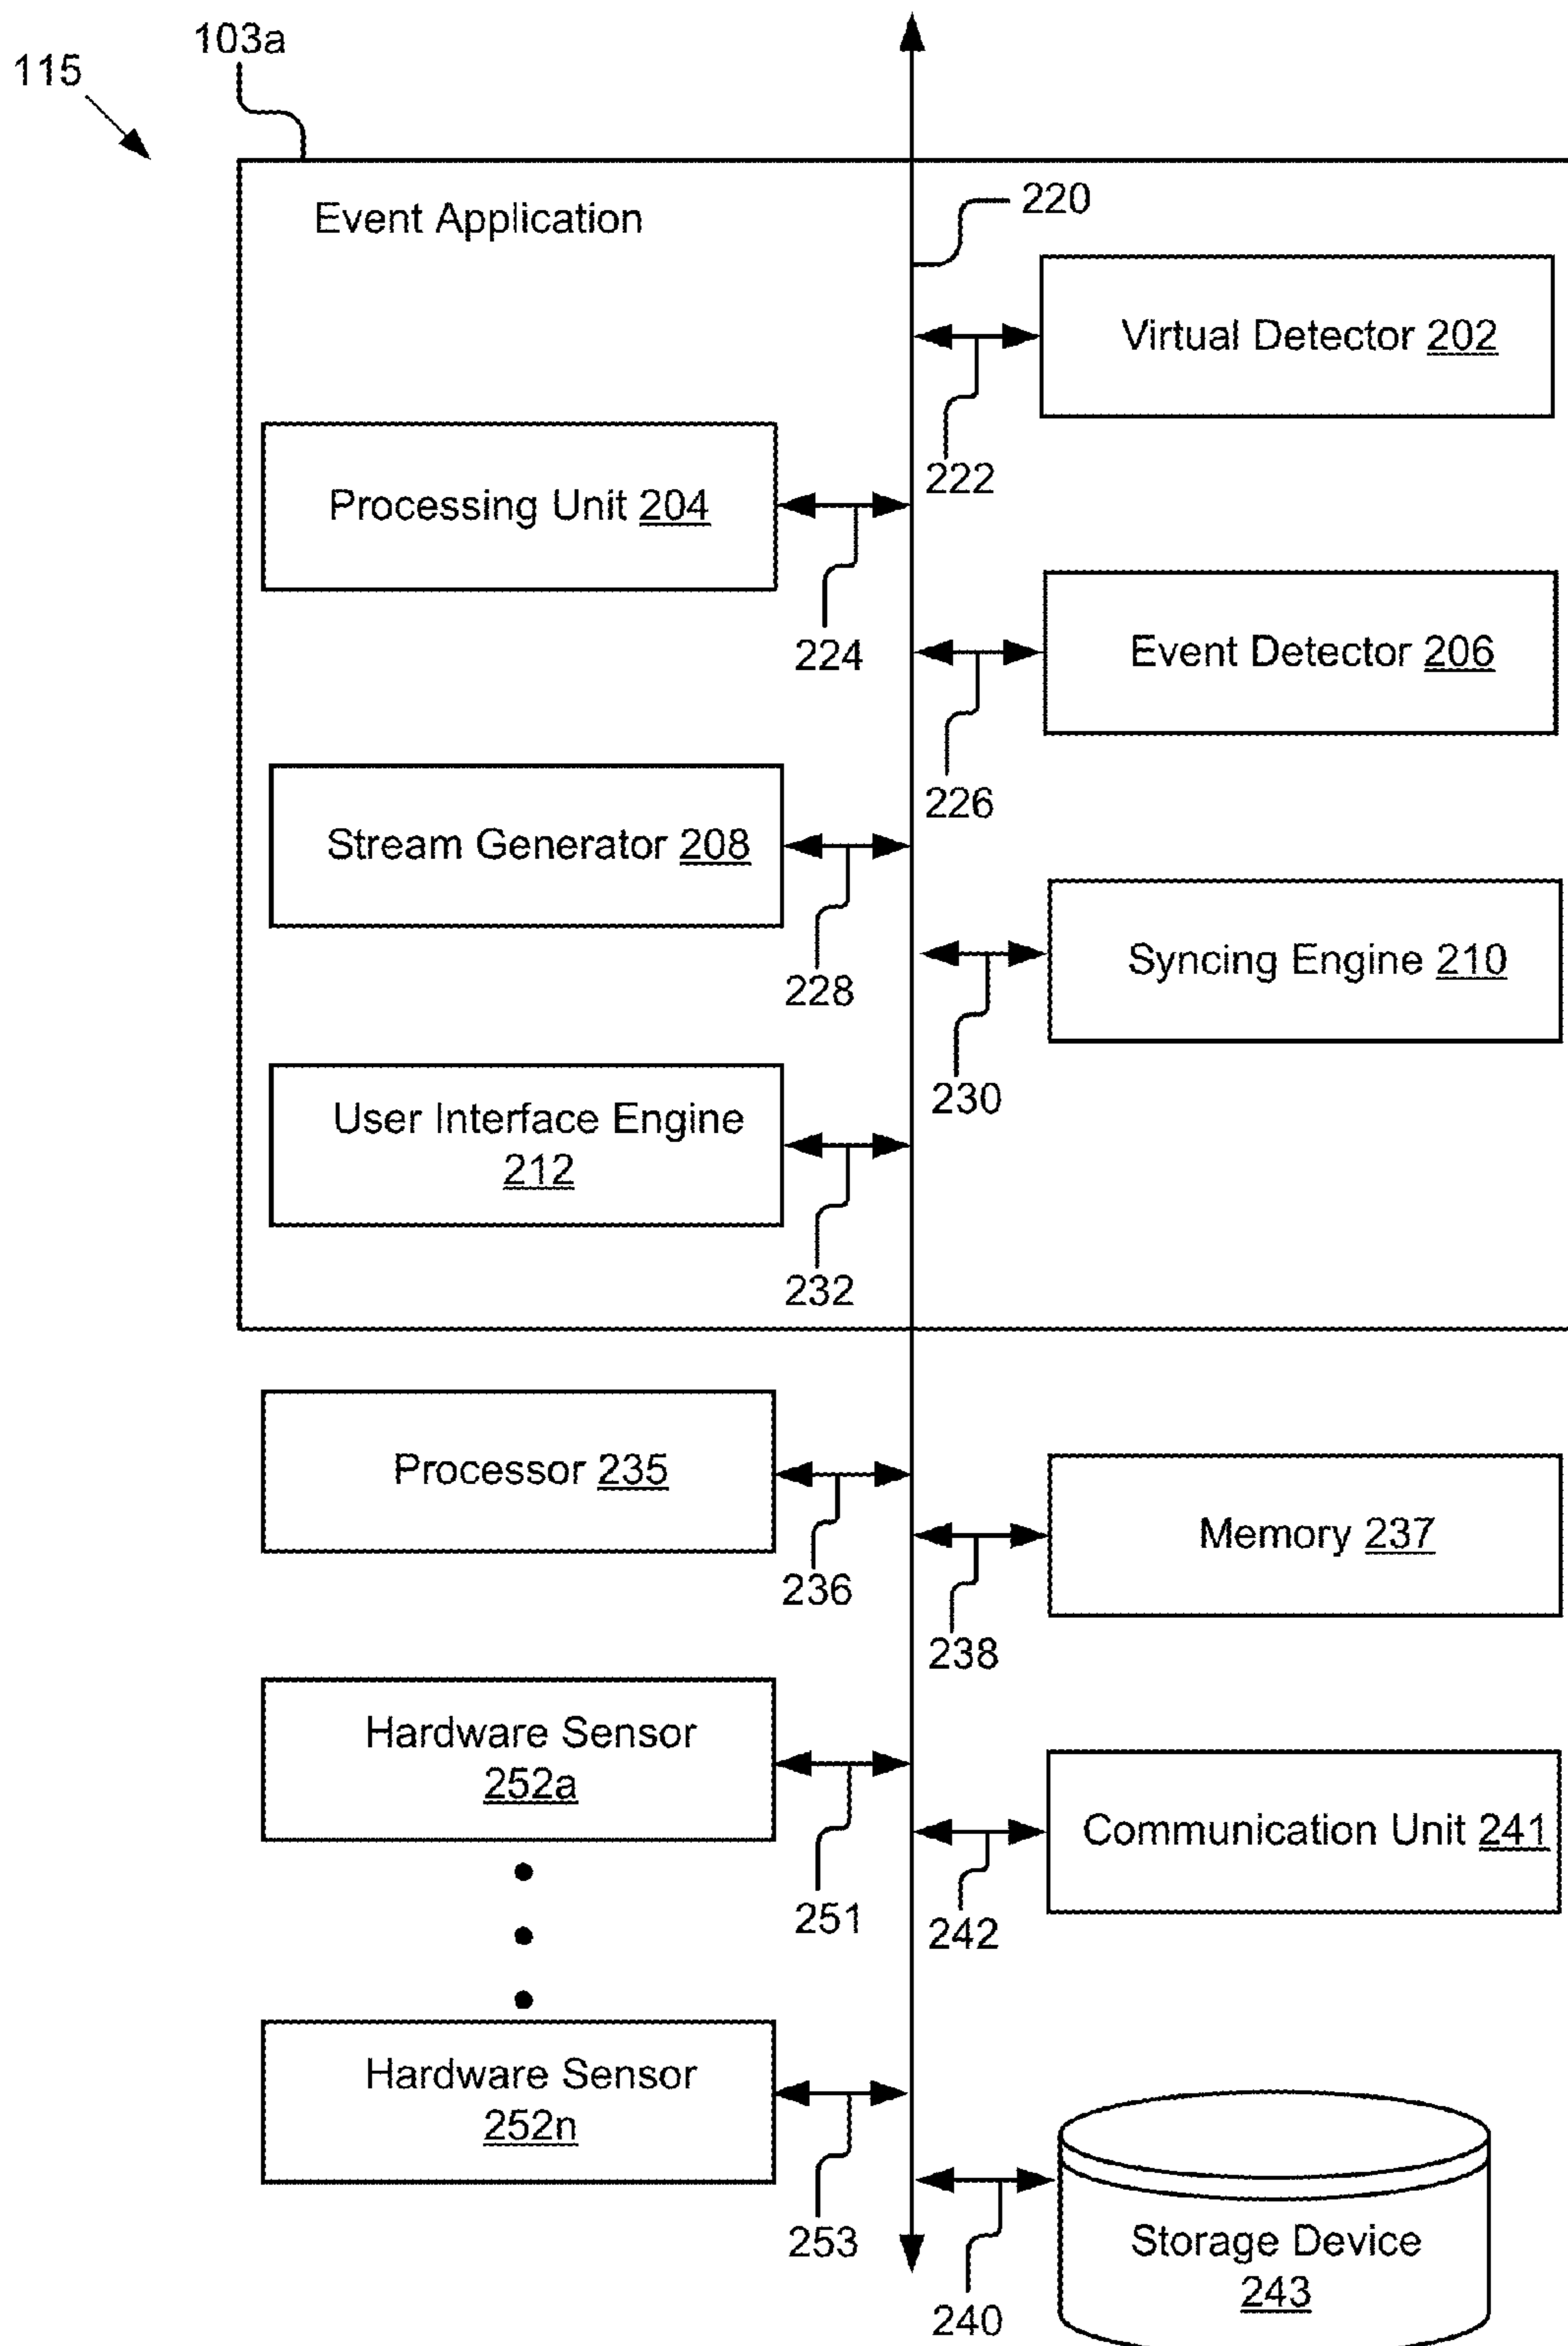 103a
115
Event Application
220
Virtual Detector 202
222
Processing Unit 204
224
Event Detector 206
226
Stream Generator 208
228
Syncing Engine 210
230
User Interface Engine
212
232
Processor 235
236
Memory 237
238
Hardware Sensor
252a
251
Communication Unit 241
242
Hardware Sensor
252n
253
Storage Device
243
240